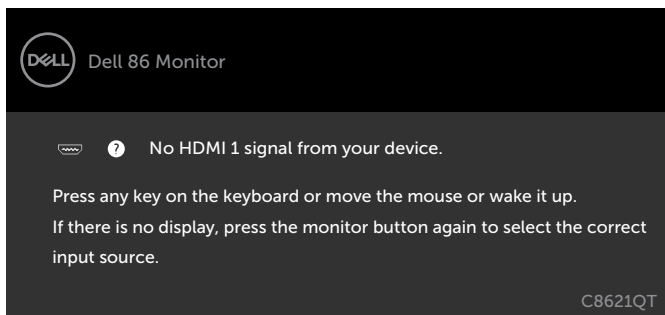 DELL
Dell 86 Monitor
? No HDMI 1 signal from your device.
Press any key on the keyboard or move the mouse or wake it up.
If there is no display, press the monitor button again to select the correct
input source.
C8621QT